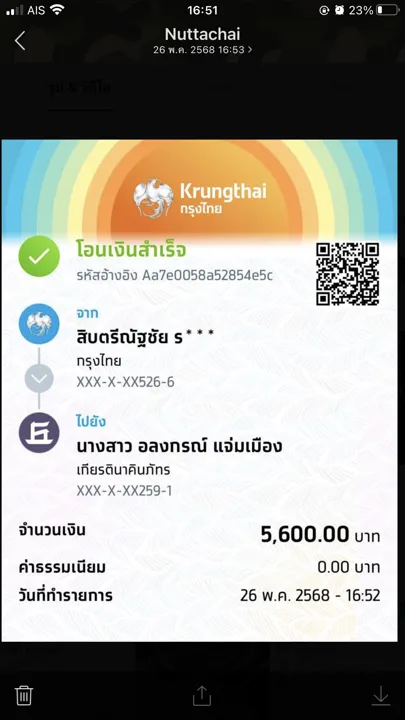 AIS 16:51 23%
Nuttachai
26 พ.ค. 2568 16:53 >
Krungthai
กรุงไทย
โอนเงินสำเร็จ
รหัสอ้างอิง Aa7e0058a52854e5c
จาก
สิบตรีณัฐชัย ร***
กรุงไทย
XXX-X-XX526-6
ไปยัง
นางสาว อลงกรณ์ แจ่มเมือง
เกียรตินาคินภัทร
XXX-X-XX259-1
จำนวนเงิน 5,600.00 บาท
ค่าธรรมเนียม 0.00 บาท
วันที่ทำรายการ 26 พ.ค. 2568 - 16:52